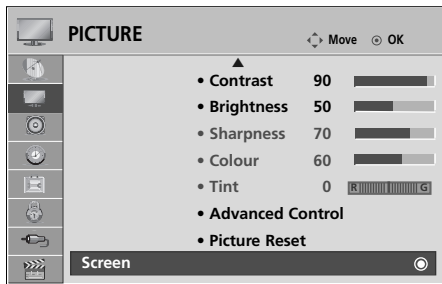 PICTURE
Move OK
• Contrast 90
• Brightness 50
• Sharpness 70
• Colour 60
• Tint 0 R G
• Advanced Control
• Picture Reset
Screen